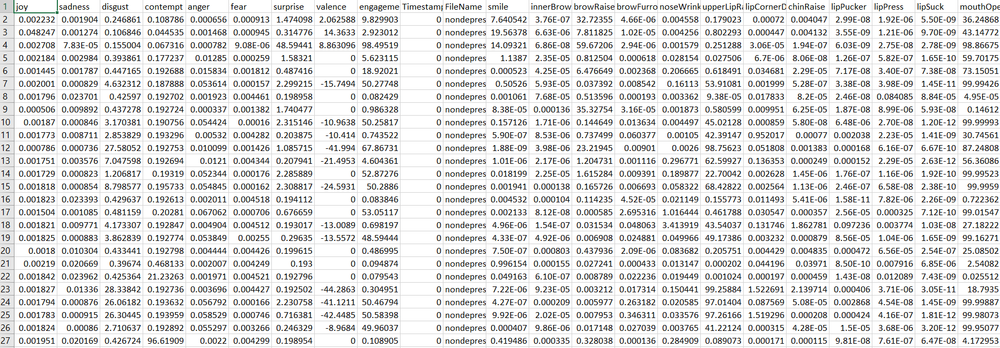 1 joy sadness disgust contempt anger fear surprise valence engageme Timestamp FileName smile innerBrow browRaise browFurro noseWrink upperLipRa lipCornerD chinRaise lipPucker lipPress lipSuck mouthOpe
2 0.002232 0.001904 0.246861 0.108786 0.000656 0.000913 1.474098 2.062588 9.829903 0 nondepres 7.640542 3.76E-07 32.72355 4.66E-06 0.004558 0.179023 0.00072 0.004047 2.99E-08 1.92E-06 5.50E-09 36.24868
3 0.048247 0.001274 0.106846 0.044535 0.001468 0.000945 0.314776 14.3633 2.923012 0 nondepres 19.56378 6.63E-06 7.811825 1.02E-05 0.004256 0.802293 0.000447 0.004132 3.55E-09 1.21E-06 9.70E-09 43.14772
4 0.002708 7.83E-05 0.155004 0.067316 0.000782 9.08E-06 48.59441 8.863096 98.49519 0 nondepres 14.09321 6.86E-08 59.67206 2.94E-06 0.001579 0.251288 3.06E-05 1.94E-07 6.03E-09 2.75E-08 2.78E-09 98.86675
5 0.002184 0.002984 0.393861 0.177237 0.01285 0.000259 1.58321 0 5.623115 0 nondepres 1.1387 2.35E-05 0.812504 0.000618 0.028154 0.027506 6.7E-06 8.06E-08 1.26E-07 5.82E-07 1.65E-10 59.70175
6 0.001445 0.001787 0.447165 0.192688 0.015834 0.001812 0.487416 0 18.92021 0 nondepres 0.000523 4.25E-05 6.476649 0.002368 0.206665 0.618491 0.034681 2.29E-05 7.17E-08 3.40E-07 7.38E-08 73.15051
7 0.002001 0.000829 4.632312 0.187888 0.053614 0.000157 2.299215 -15.7494 50.27748 0 nondepres 0.50526 5.93E-05 0.037392 0.008542 0.16113 53.91081 0.001999 5.28E-07 3.38E-08 3.98E-09 1.45E-11 99.99426
8 0.001796 0.023701 0.42597 0.192702 0.001923 0.004461 0.198958 0 0.082429 0 nondepres 0.001061 7.68E-05 0.513596 0.000193 0.003362 9.38E-05 0.017833 8.2E-05 2.46E-08 0.084085 8.84E-05 4.95E-05
9 0.000506 0.009892 0.437278 0.192724 0.000337 0.001382 1.740477 0 0.986328 0 nondepres 8.38E-05 0.000136 35.32754 3.16E-05 0.001873 0.580599 0.009951 6.25E-05 1.87E-08 8.99E-06 5.93E-08 0.14612
10 0.00187 0.000846 3.170381 0.190756 0.054424 0.00016 2.315146 -10.9638 50.25817 0 nondepres 0.157126 1.71E-06 0.144649 0.013634 0.004497 45.02128 0.000859 5.80E-08 6.48E-06 2.70E-08 1.20E-12 99.99993
11 0.001773 0.008711 2.853829 0.193296 0.00532 0.004282 0.203875 -10.414 0.743522 0 nondepres 5.90E-07 8.53E-06 0.737499 0.060377 0.00105 42.39147 0.952017 0.00077 0.002038 2.23E-05 1.41E-09 30.74561
12 0.000786 0.000736 27.58052 0.192753 0.010099 0.001426 1.085715 -41.994 67.86731 0 nondepres 1.88E-09 3.98E-06 23.21945 0.00901 0.0026 98.75623 0.051808 0.001383 0.000168 6.16E-07 6.67E-10 87.24808
13 0.001751 0.003576 7.047598 0.192694 0.0121 0.004344 0.207941 -21.4953 4.604361 0 nondepres 1.01E-06 2.17E-06 1.204731 0.001116 0.296771 62.59927 0.136353 0.000249 0.000152 2.29E-05 2.63E-12 56.36086
14 0.001729 0.000823 1.206817 0.19319 0.052344 0.000176 2.285889 0 52.87276 0 nondepres 0.018199 2.25E-05 1.615284 0.009391 0.189877 22.70042 0.002628 1.45E-06 1.76E-07 1.16E-06 1.92E-10 99.99523
15 0.001818 0.000854 8.798577 0.195733 0.054845 0.000162 2.308817 -24.5931 50.2886 0 nondepres 0.001941 0.000138 0.165726 0.006693 0.058322 68.42822 0.002564 1.13E-06 2.46E-07 6.58E-08 2.38E-10 99.9959
16 0.001823 0.023393 0.429637 0.192613 0.002011 0.004518 0.194112 0 0.083846 0 nondepres 0.004532 0.000104 0.114235 4.52E-05 0.021149 0.155773 0.011493 5.41E-06 1.58E-11 7.82E-06 2.26E-09 0.722362
17 0.001504 0.001085 0.481159 0.20281 0.067062 0.000706 0.676659 0 53.05117 0 nondepres 0.002133 8.12E-08 0.000585 2.695316 1.016444 0.461788 0.030547 0.000357 2.56E-05 0.000325 7.12E-10 99.01547
18 0.001821 0.009771 4.173307 0.192847 0.004904 0.004512 0.193017 -13.0089 0.698197 0 nondepres 4.96E-06 1.54E-07 0.031534 0.048063 3.413919 43.54037 0.131746 1.862781 0.097236 0.003774 1.03E-08 27.18222
19 0.001825 0.000883 3.862839 0.192774 0.053849 0.00255 0.29635 -13.5572 48.59444 0 nondepres 4.33E-07 4.92E-06 0.006908 0.024881 0.049966 49.17386 0.003232 0.000879 8.56E-05 1.04E-06 1.65E-09 99.16271
20 0.0018 0.010304 0.433441 0.192798 0.004444 0.004426 0.199615 0 0.486995 0 nondepres 7.50E-07 0.000803 0.437936 2.09E-06 0.083682 0.205751 0.004429 0.004835 0.000472 6.56E-05 2.54E-07 25.08502
21 0.00219 0.020669 0.39674 0.468133 0.002007 0.004249 0.193 0 0.094874 0 nondepres 0.996154 0.000155 0.027241 0.000433 0.013147 0.000202 0.044196 0.03971 8.50E-10 0.007916 6.85E-06 2.54082
22 0.001842 0.023962 0.425364 21.23263 0.001971 0.004521 0.192796 0 0.079543 0 nondepres 0.049163 6.10E-07 0.008789 0.022236 0.019449 0.001024 0.000197 0.000459 1.43E-08 0.012089 7.43E-09 0.025512
23 0.001827 0.01336 28.33842 0.192736 0.003696 0.004427 0.192502 -44.2863 0.304951 0 nondepres 7.22E-06 9.23E-05 0.003212 0.017314 0.150441 99.25884 1.522691 2.139714 0.000406 3.71E-06 3.05E-11 18.7935
24 0.001794 0.000876 26.06182 0.193632 0.056792 0.000166 2.230758 -41.1211 50.46794 0 nondepres 4.27E-07 0.000209 0.005977 0.263182 0.020585 97.01404 0.087569 5.08E-05 0.002868 4.54E-08 1.45E-09 99.99887
25 0.001783 0.000915 26.30445 0.193959 0.058529 0.000746 0.716381 -42.4485 50.58398 0 nondepres 9.92E-06 2.02E-05 0.007953 0.346311 0.033576 97.26166 1.519296 0.000208 0.000424 4.16E-07 1.81E-12 99.98073
26 0.001824 0.00086 2.710637 0.192892 0.055297 0.003266 0.246329 -8.9684 49.96037 0 nondepres 0.000407 9.86E-06 0.017148 0.027039 0.003765 41.22124 0.000315 4.28E-05 1.5E-05 3.68E-06 3.20E-12 99.95077
27 0.001951 0.020169 0.426724 96.61909 0.0022 0.004299 0.198954 0 0.108905 0 nondepres 0.419486 0.000335 0.328038 0.000136 0.284909 0.089073 0.000171 0.000115 9.81E-08 7.61E-07 6.47E-08 4.172953